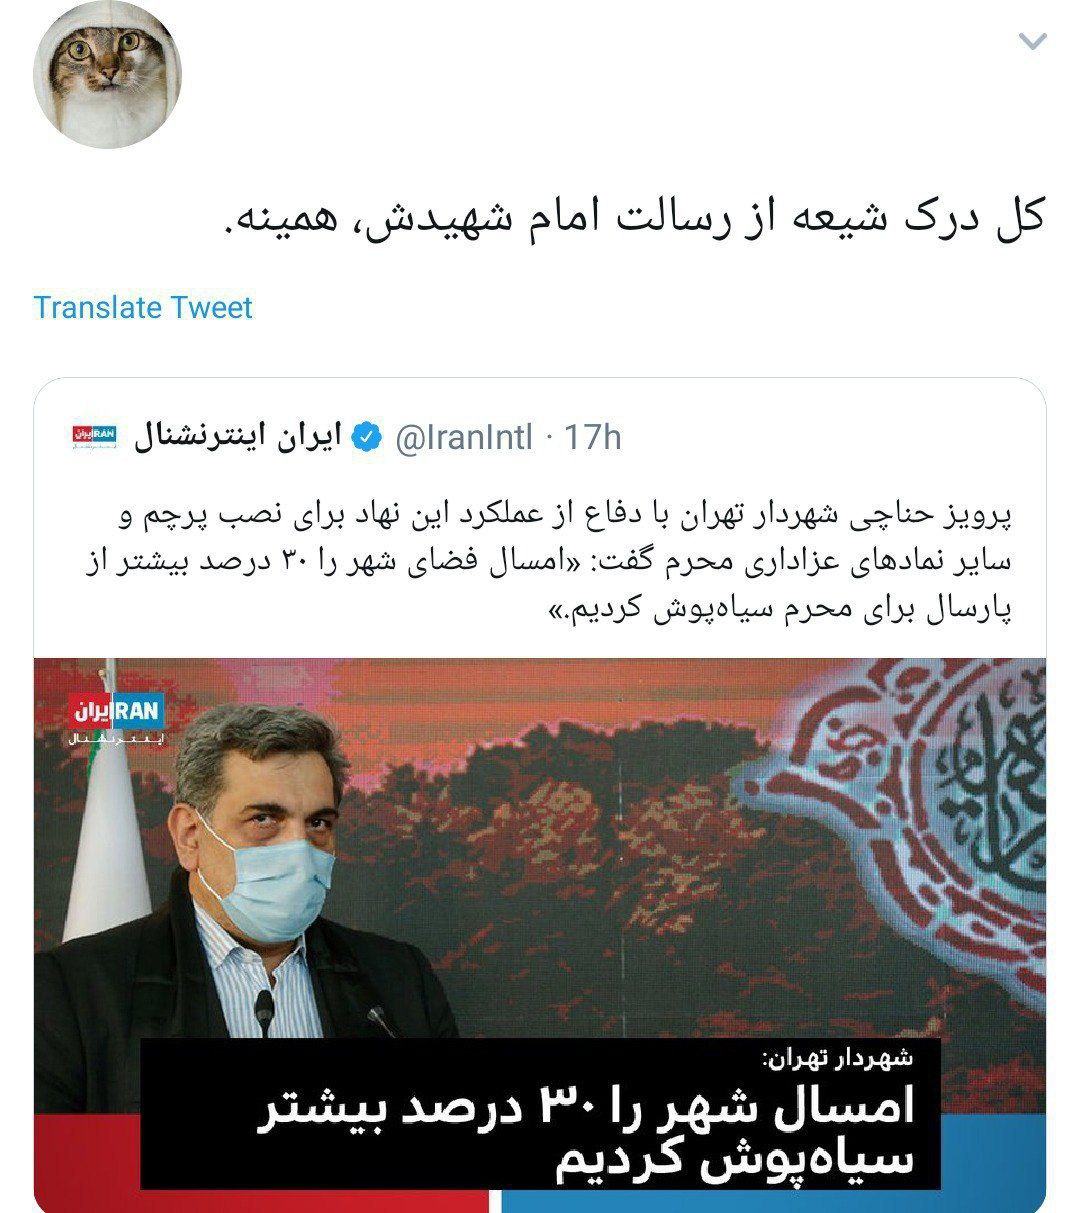 کل درک شیعه از رسالت امام شهیدش، همینه.
Translate Tweet
ایران اینترنشنال @IranIntl · 17h
پرویز حناچی شهردار تهران با دفاع از عملکرد این نهاد برای نصب پرچم و
سایر نمادهای عزاداری محرم گفت: «امسال فضای شهر را ۳۰ درصد بیشتر از
پارسال برای محرم سیاه‌پوش کردیم.»
ایران IRAN
اینترنشنال
شهردار تهران:
امسال شهر را ۳۰ درصد بیشتر
سیاه‌پوش کردیم